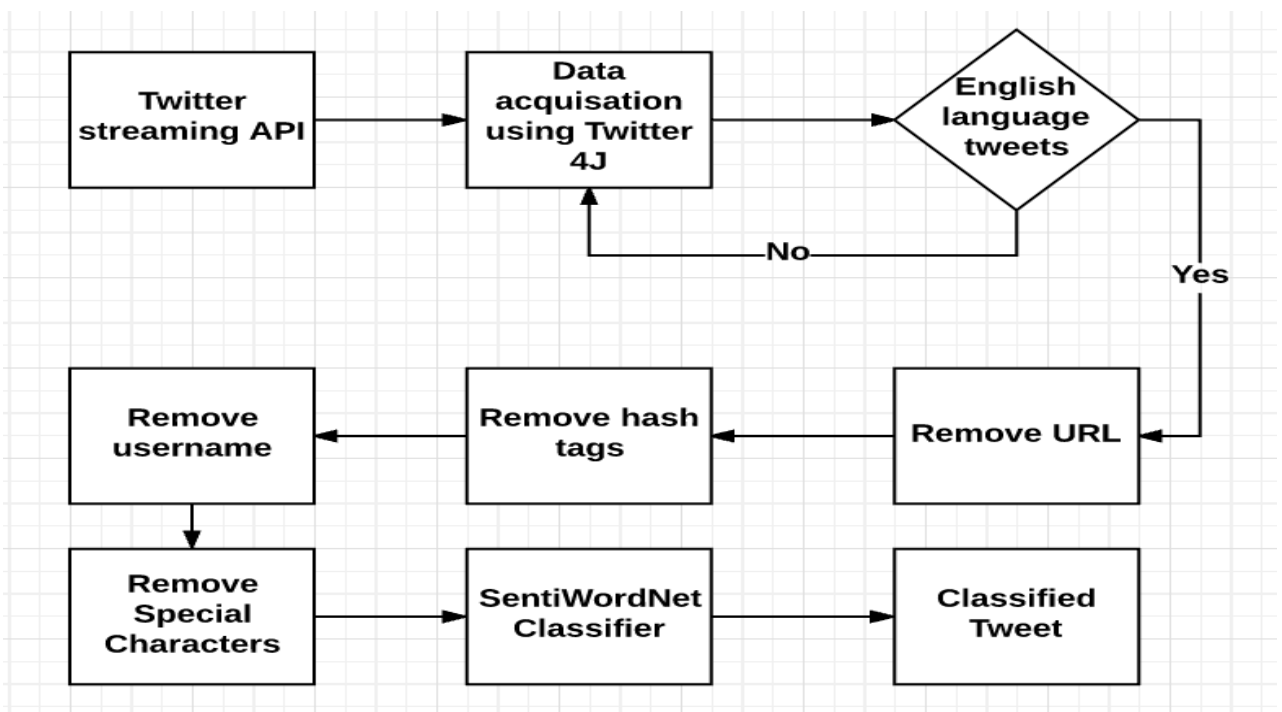 Twitter
streaming API
Data
acquisation
using Twitter
4J
English
language
tweets
No
Yes
Remove URL
Remove hash
tags
Remove
username
Remove
Special
Characters
SentiWordNet
Classifier
Classified
Tweet